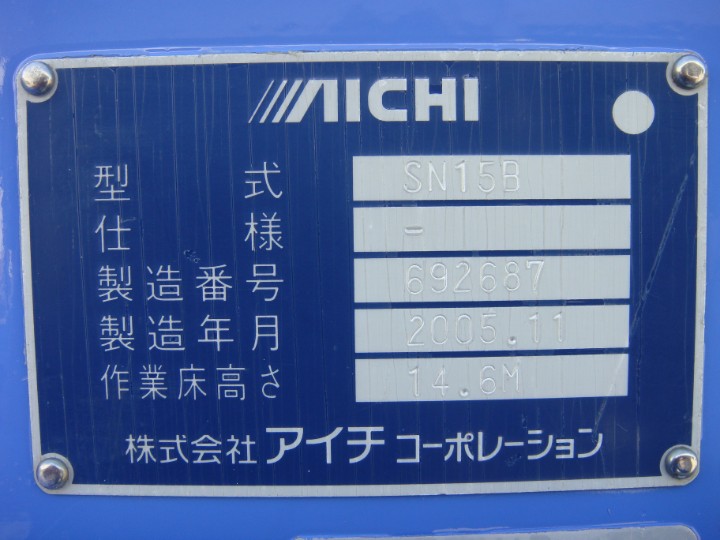 AICHI
型式 SN15B
仕様 -
製造番号 692687
製造年月 2005.11
作業床高さ 14.6M
株式会社 アイチ コーポレーション